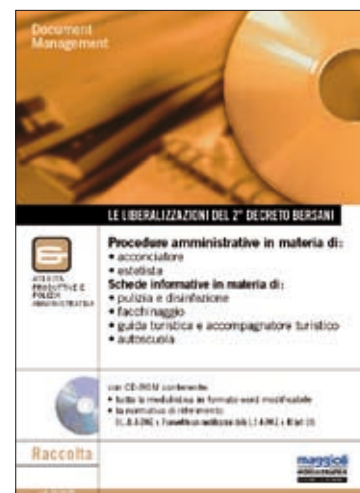 Document
Management
LE LIBERALIZZAZIONI DEL 2° DECRETO BERSANI
Procedure amministrative in materia di:
• acconciatore
• estetista
Schede informative in materia di:
• pulizia e disinfezione
• facchinaggio
• guida turistica e accompagnatore turistico
• autoscuola
ATTIVITÀ
PRODUTTIVE E
POLIZIA
AMMINISTRATIVA
con CD-ROM contenente:
• tutta la modulistica in formato word modificabile
• la normativa di riferimento
Raccolta
maggioli